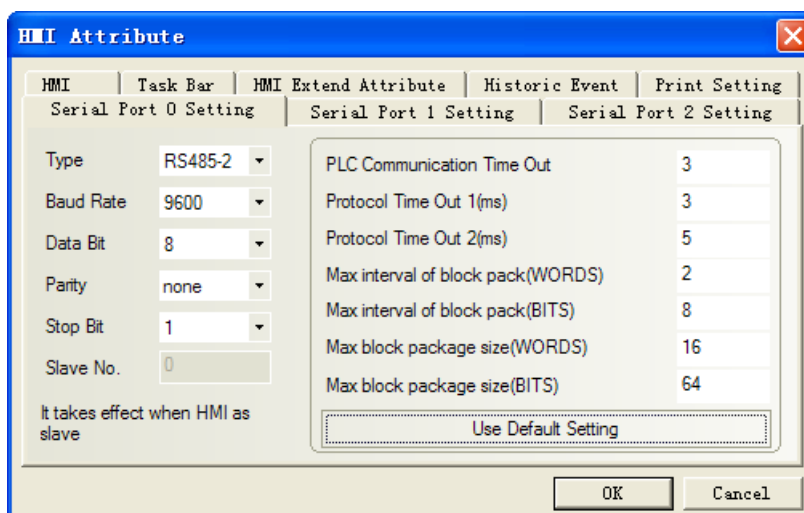 HMI Attribute
HMI Task Bar HMI Extend Attribute Historic Event Print Setting
Serial Port 0 Setting Serial Port 1 Setting Serial Port 2 Setting
Type RS485-2
Baud Rate 9600
Data Bit 8
Parity none
Stop Bit 1
Slave No. 0
It takes effect when HMI as
slave
PLC Communication Time Out 3
Protocol Time Out 1(ms) 3
Protocol Time Out 2(ms) 5
Max interval of block pack(WORDS) 2
Max interval of block pack(BITS) 8
Max block package size(WORDS) 16
Max block package size(BITS) 64
Use Default Setting
OK Cancel